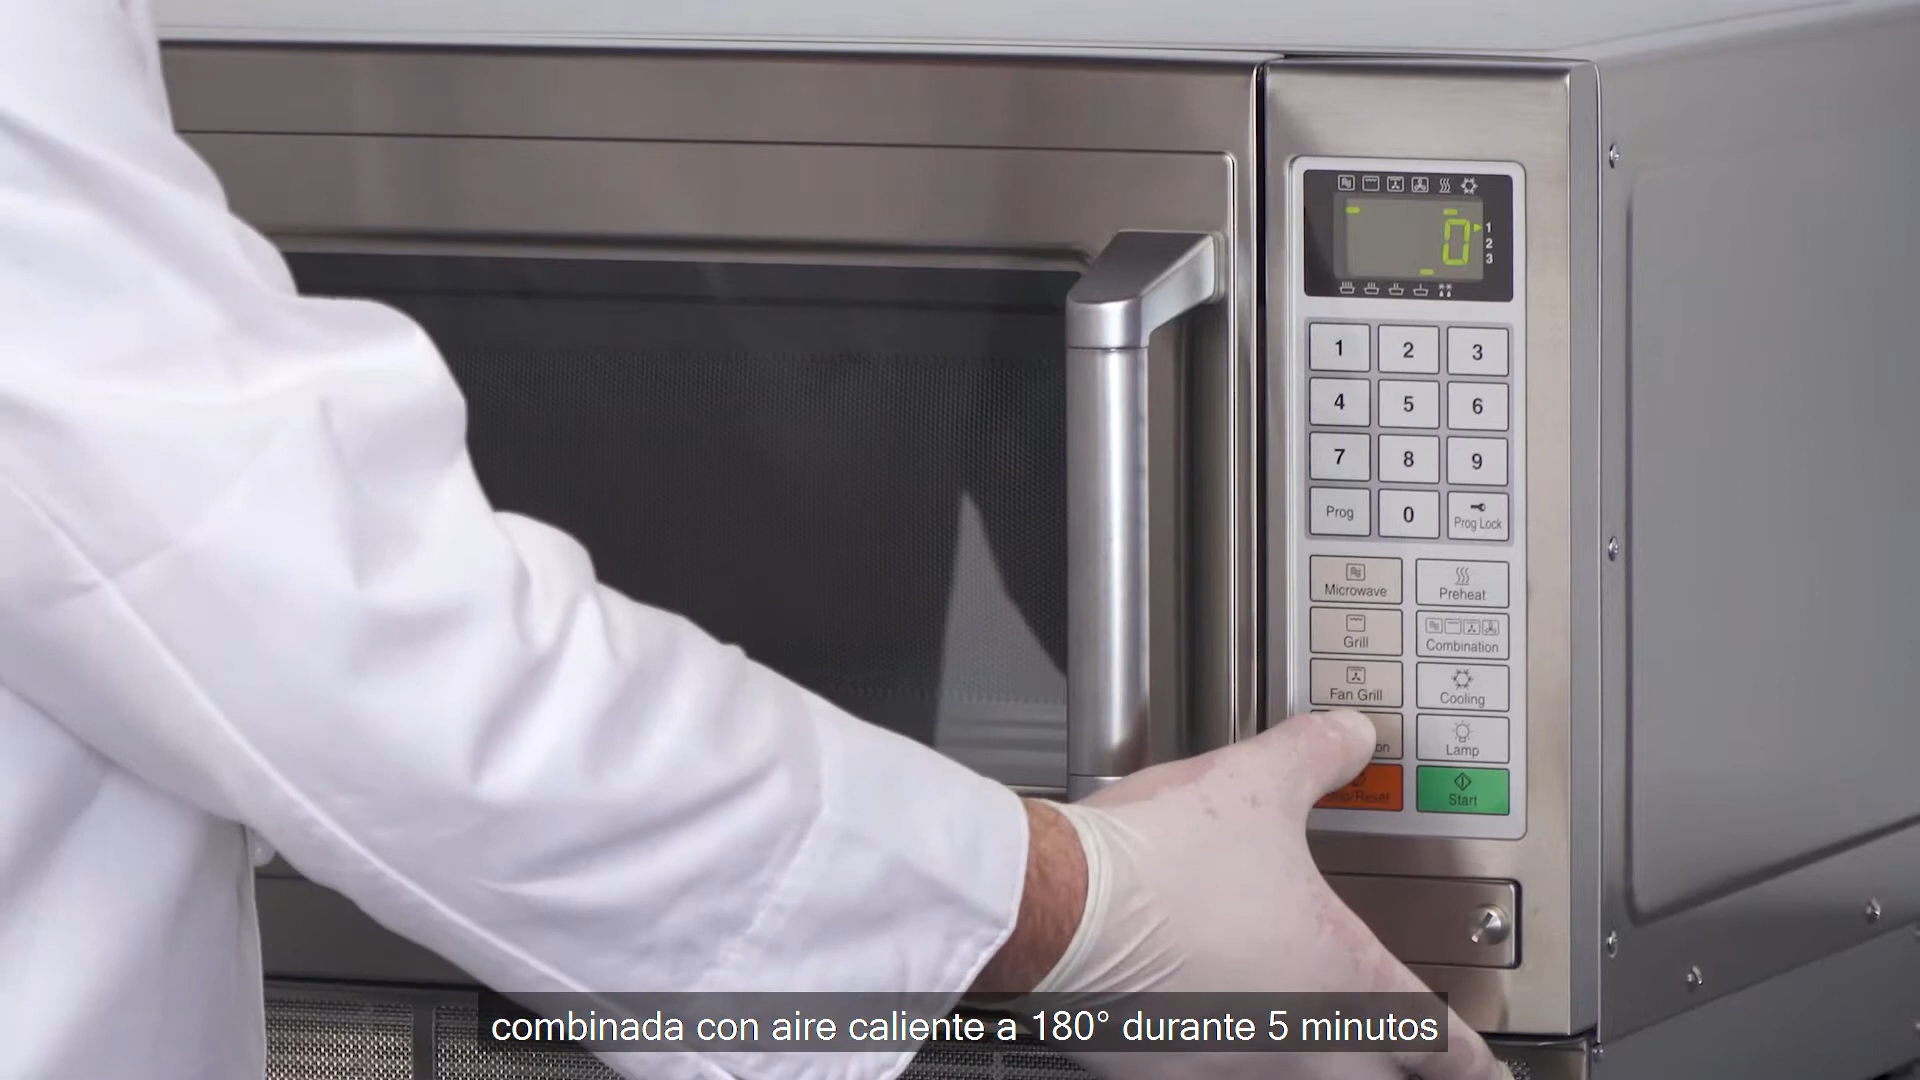 0
1
2
3
1 2 3
4 5 6
7 8 9
Prog 0 Prog Lock
Microwave Preheat
Grill Combination
Fan Grill Cooling
Lamp
Start
combinada con aire caliente a 180° durante 5 minutos